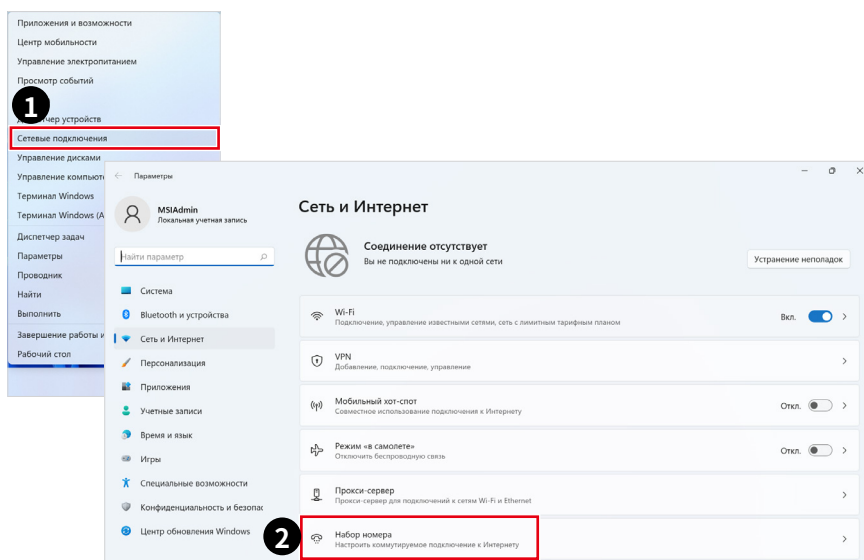 Приложения и возможности
Центр мобильности
Управление электропитанием
Просмотр событий
1
тчер устройств
Сетевые подключения
Управление дисками
Управление компьют
Терминал Windows
Терминал Windows (А
Диспетчер задач
Параметры
Проводник
Найти
Выполнить
Завершение работы и
Рабочий стол
Параметры
MSIAdmin
Локальная учетная запись
Найти параметр
Система
Bluetooth и устройства
Сеть и Интернет
Персонализация
Приложения
Учетные записи
Время и язык
Игры
Специальные возможности
Конфиденциальность и безопас
Центр обновления Windows
Сеть и Интернет
Соединение отсутствует
Вы не подключены ни к одной сети
Устранение неполадок
Wi-Fi
Подключение, управление известными сетями, сеть с лимитным тарифным планом
Вкл.
VPN
Добавление, подключение, управление
Мобильный хот-спот
Совместное использование подключения к Интернету
Откл.
Режим «в самолете»
Отключить беспроводную связь
Откл.
Прокси-сервер
Прокси-сервер для подключений к сетям Wi-Fi и Ethernet
2
Набор номера
Настроить коммутируемое подключение к Интернету